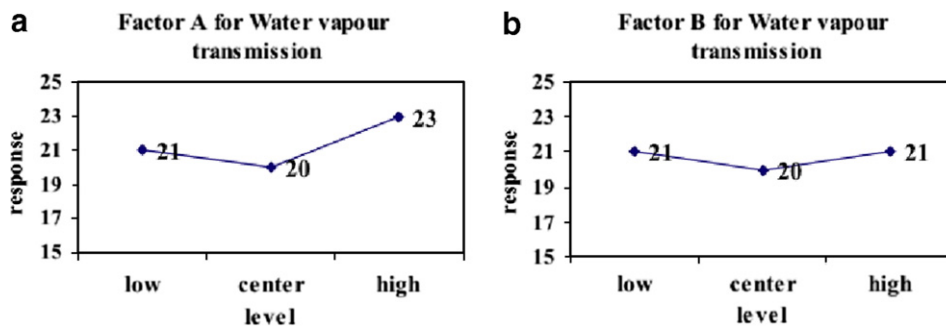 a
Factor A for Water vapour
transmission
response
25
23
21
19
17
15
21
20
23
low center high
level
b
Factor B for Water vapour
transmission
response
25
23
21
19
17
15
21
20
21
low center high
level